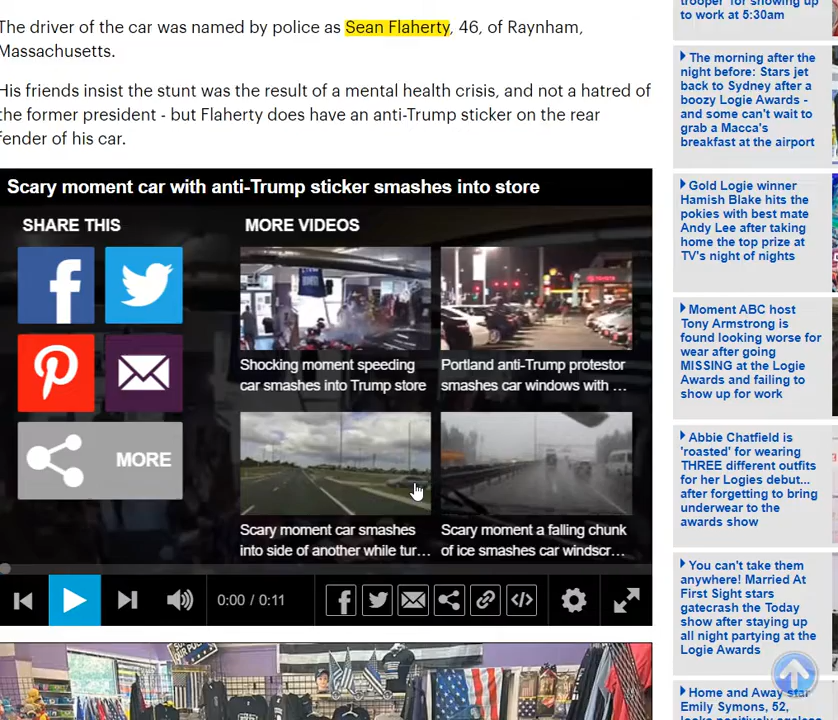 The driver of the car was named by police as Sean Flaherty, 46, of Raynham,
Massachusetts.
His friends insist the stunt was the result of a mental health crisis, and not a hatred of
the former president - but Flaherty does have an anti-Trump sticker on the rear
fender of his car.
Scary moment car with anti-Trump sticker smashes into store
SHARE THIS
MORE VIDEOS
Shocking moment speeding
car smashes into Trump store
Portland anti-Trump protestor
smashes car windows with ...
MORE
Scary moment car smashes
into side of another while tur...
Scary moment a falling chunk
of ice smashes car windscr...
0:00 / 0:11
trooper' for showing up
to work at 5:30am
The morning after the
night before: Stars jet
back to Sydney after a
boozy Logie Awards -
and some can't wait to
grab a Macca's
breakfast at the airport
Gold Logie winner
Hamish Blake hits the
pokies with best mate
Andy Lee after taking
home the top prize at
TV's night of nights
Moment ABC host
Tony Armstrong is
found looking worse for
wear after going
MISSING at the Logie
Awards and failing to
show up for work
Abbie Chatfield is
'roasted' for wearing
THREE different outfits
for her Logies debut...
after forgetting to bring
underwear to the
awards show
You can't take them
anywhere! Married At
First Sight stars
gatecrash the Today
show after staying up
all night partying at the
Logie Awards
Home and Away star
Emily Symons, 52,